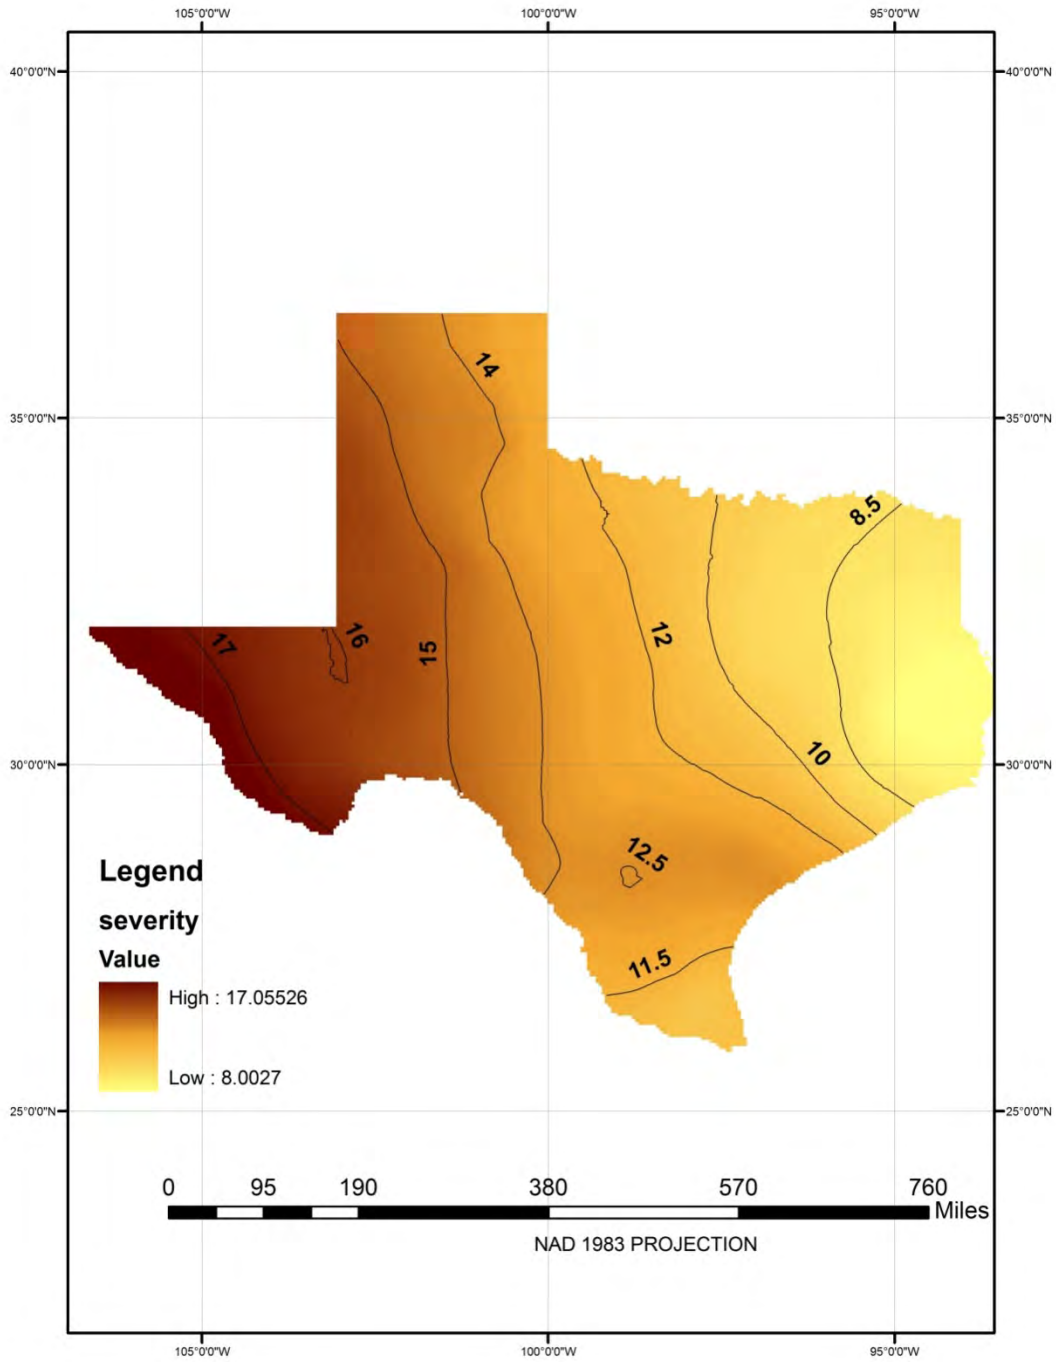 105°0'0"W 100°0'0"W 95°0'0"W
40°0'0"N 40°0'0"N
14
35°0'0"N 35°0'0"N
8.5
17 16 15 12
10
30°0'0"N 30°0'0"N
12.5
Legend
severity
Value
11.5
High : 17.05526
Low : 8.0027
25°0'0"N 25°0'0"N
0 95 190 380 570 760
Miles
NAD 1983 PROJECTION
105°0'0"W 100°0'0"W 95°0'0"W